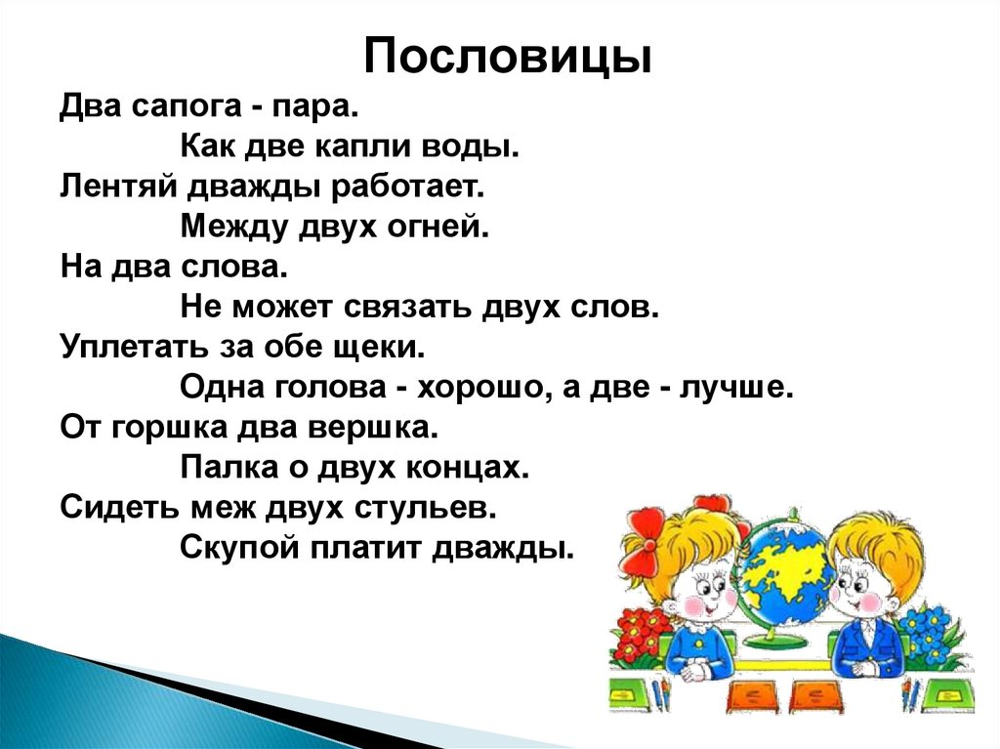 Пословицы
Два сапога - пара.
Как две капли воды.
Лентяй дважды работает.
Между двух огней.
На два слова.
Не может связать двух слов.
Уплетать за обе щеки.
Одна голова - хорошо, а две - лучше.
От горшка два вершка.
Палка о двух концах.
Сидеть меж двух стульев.
Скупой платит дважды.